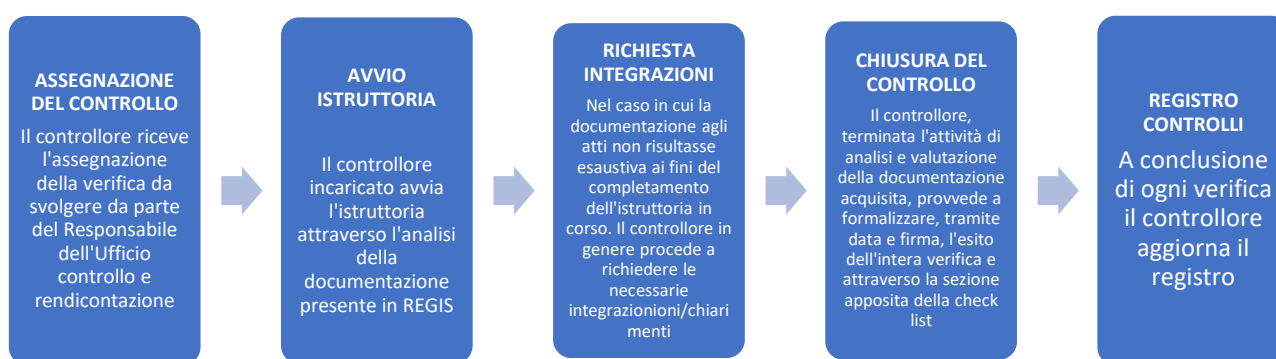 ASSEGNAZIONE
DEL CONTROLLO
Il controllore riceve
l'assegnazione
della verifica da
svolgere da parte
del Responsabile
dell'Ufficio
controllo e
rendicontazione
AVVIO
ISTRUTTORIA
Il controllore
incaricato avvia
l'istruttoria
attraverso l'analisi
della
documentazione
presente in REGIS
RICHIESTA
INTEGRAZIONI
Nel caso in cui la
documentazione agli
atti non risultasse
esaustiva ai fini del
completamento
dell'istruttoria in
corso. Il controllore in
genere procede a
richiedere le
necessarie
integrazionioni/chiari
menti
CHIUSURA DEL
CONTROLLO
Il controllore,
terminata l'attività di
analisi e valutazione
della documentazione
acquisita, provvede a
formalizzare, tramite
data e firma, l'esito
dell'intera verifica e
attraverso la sezione
apposita della check
list
REGISTRO
CONTROLLI
A conclusione
di ogni verifica
il controllore
aggiorna il
registro